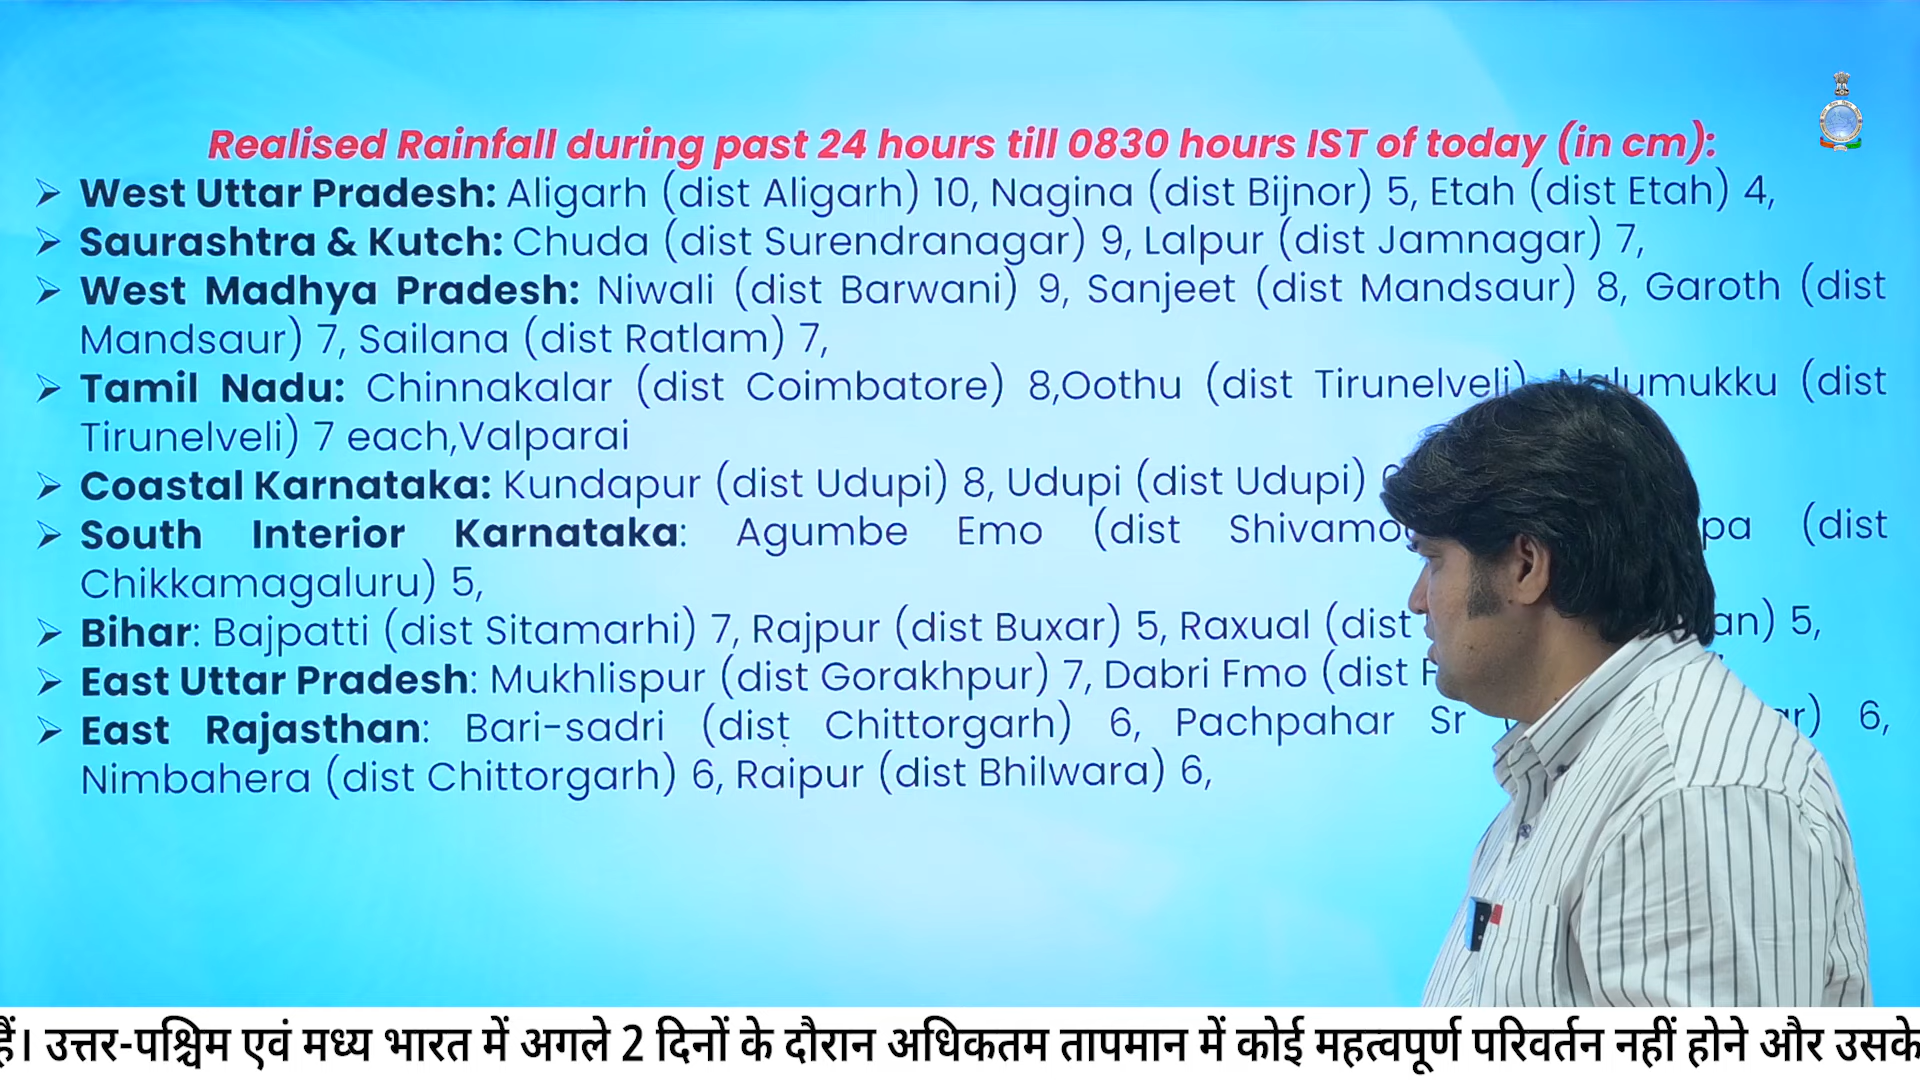 Realised Rainfall during past 24 hours till 0830 hours IST of today (in cm):
➢ West Uttar Pradesh: Aligarh (dist Aligarh) 10, Nagina (dist Bijnor) 5, Etah (dist Etah) 4,
➢ Saurashtra & Kutch: Chuda (dist Surendranagar) 9, Lalpur (dist Jamnagar) 7,
➢ West Madhya Pradesh: Niwali (dist Barwani) 9, Sanjeet (dist Mandsaur) 8, Garoth (dist
Mandsaur) 7, Sailana (dist Ratlam) 7,
➢ Tamil Nadu: Chinnakalar (dist Coimbatore) 8,Oothu (dist Tirunelveli) (dist
Tirunelveli) 7 each,Valparai
➢ Coastal Karnataka: Kundapur (dist Udupi) 8, Udupi (dist Udupi)
➢ South Interior Karnataka: Agumbe Emo (dist (dist
Chikkamagaluru) 5,
➢ Bihar: Bajpatti (dist Sitamarhi) 7, Rajpur (dist Buxar) 5, Raxual (dist 5,
➢ East Uttar Pradesh: Mukhlispur (dist Gorakhpur) 7, Dabri Fmo (dist
➢ East Rajasthan: Bari-sadri (dist Chittorgarh) 6, Pachpahar Sr 6,
Nimbahera (dist Chittorgarh) 6, Raipur (dist Bhilwara) 6,
हैं। उत्तर-पश्चिम एवं मध्य भारत में अगले 2 दिनों के दौरान अधिकतम तापमान में कोई महत्वपूर्ण परिवर्तन नहीं होने और उसके